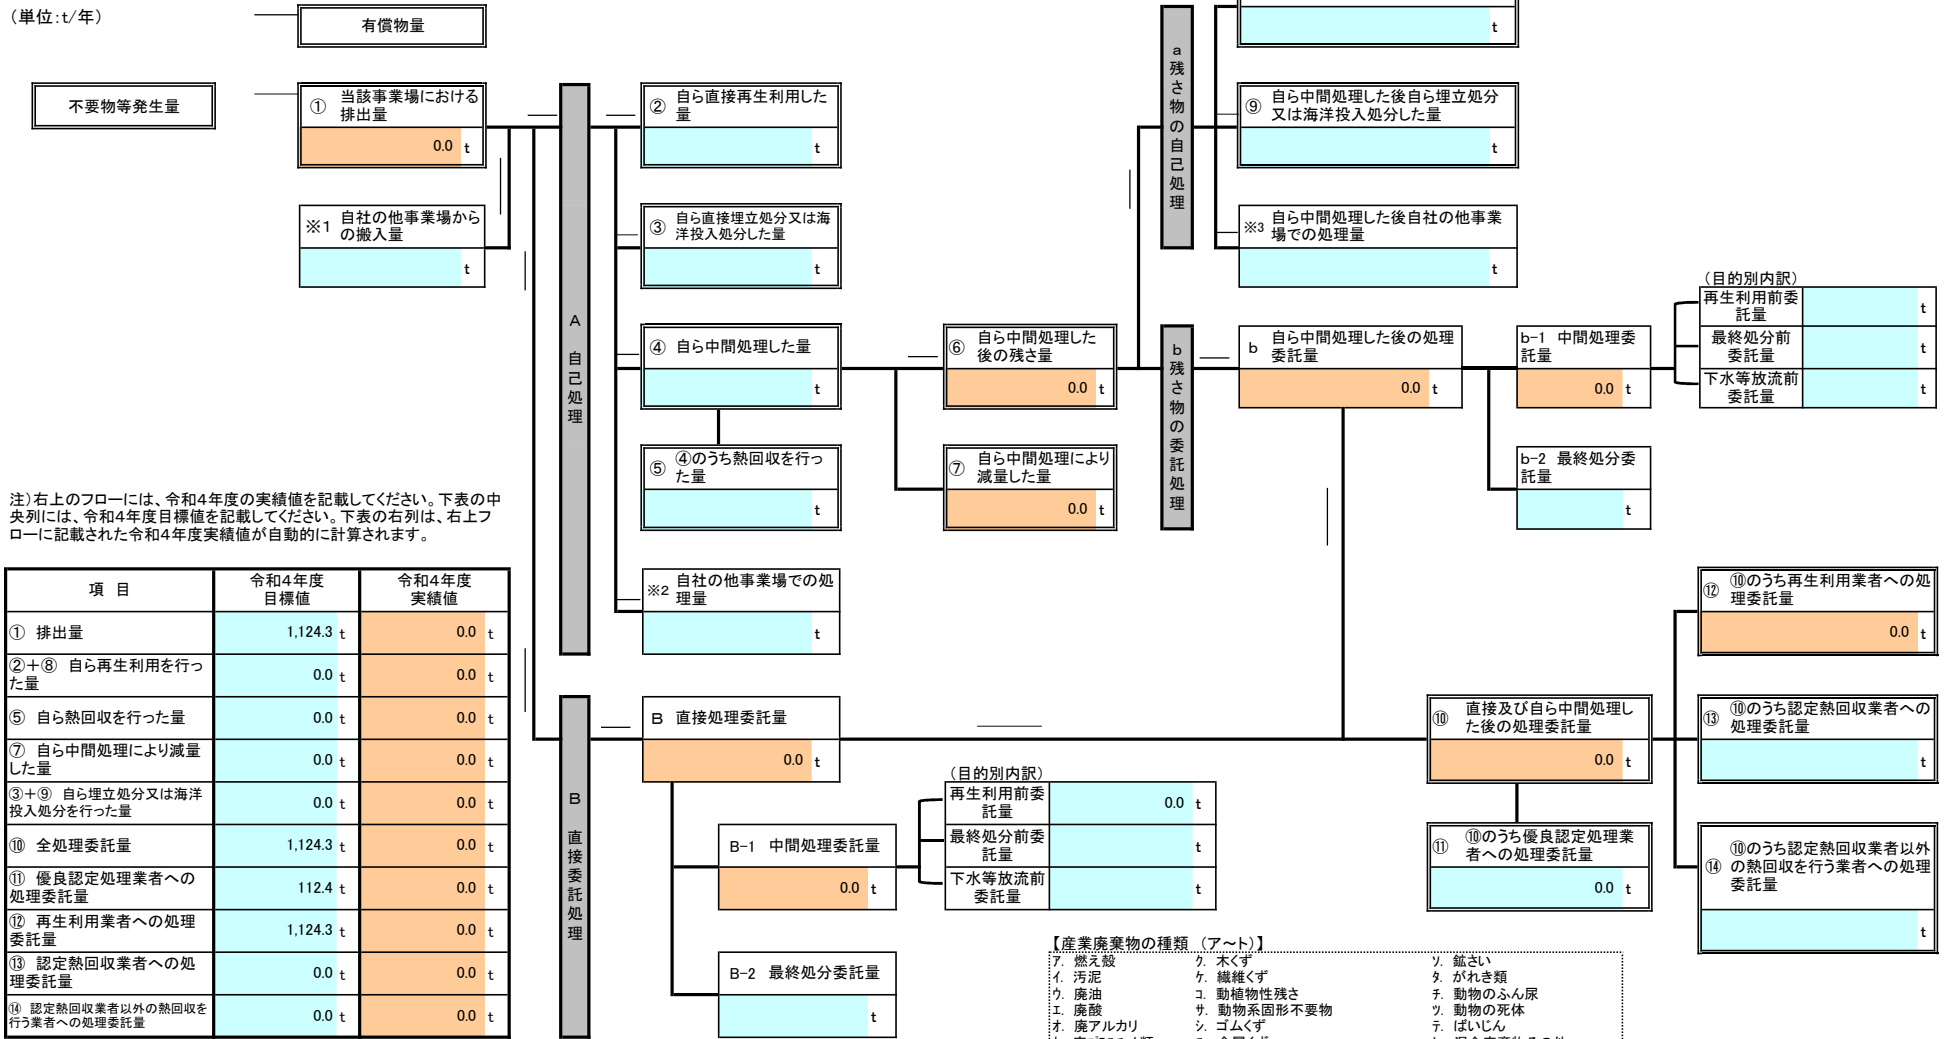 (単位:t/年)
有償物量
不要物等発生量
① 当該事業場における
排出量
0.0 t
※1 自社の他事業場から
の搬入量
t
A 自己処理
② 自ら直接再生利用した
量
t
③ 自ら直接埋立処分又は海
洋投入処分した量
t
④ 自ら中間処理した量
t
⑤ ④のうち熱回収を行っ
た量
t
※2 自社の他事業場での処
理量
t
⑥ 自ら中間処理した
後の残さ量
0.0 t
⑦ 自ら中間処理により
減量した量
0.0 t
a残さ物の自己処理
t
⑨ 自ら中間処理した後自ら埋立処分
又は海洋投入処分した量
t
※3 自ら中間処理した後自社の他事業
場での処理量
t
b残さ物の委託処理
b 自ら中間処理した後の処理
委託量
0.0 t
b-1 中間処理委
託量
0.0 t
b-2 最終処分委
託量
t
(目的別内訳)
再生利用前委
託量
t
最終処分前
委託量
t
下水等放流前
委託量
t
注)右上のフローには、令和4年度の実績値を記載してください。下表の中
央列には、令和4年度目標値を記載してください。下表の右列は、右上フ
ローに記載された令和4年度実績値が自動的に計算されます。
項 目 令和4年度
目標値 令和4年度
実績値
① 排出量 1,124.3 t 0.0 t
②+⑧ 自ら再生利用を行っ
た量 0.0 t 0.0 t
⑤ 自ら熱回収を行った量 0.0 t 0.0 t
⑦ 自ら中間処理により減量
した量 0.0 t 0.0 t
③+⑨ 自ら埋立処分又は海洋
投入処分を行った量 0.0 t 0.0 t
⑩ 全処理委託量 1,124.3 t 0.0 t
⑪ 優良認定処理業者への
処理委託量 112.4 t 0.0 t
⑫ 再生利用業者への処理
委託量 1,124.3 t 0.0 t
⑬ 認定熱回収業者への処
理委託量 0.0 t 0.0 t
⑭ 認定熱回収業者以外の熱回収を
行う業者への処理委託量 0.0 t 0.0 t
B 直接委託処理
B 直接処理委託量
0.0 t
B-1 中間処理委託量
0.0 t
B-2 最終処分委託量
t
(目的別内訳)
再生利用前委
託量
0.0 t
最終処分前委
託量
t
下水等放流前
委託量
t
⑩ 直接及び自ら中間処理し
た後の処理委託量
0.0 t
⑪ ⑩のうち優良認定処理業
者への処理委託量
0.0 t
⑫ ⑩のうち再生利用業者への処
理委託量
0.0 t
⑬ ⑩のうち認定熱回収業者への
処理委託量
t
⑭ ⑩のうち認定熱回収業者以外
の熱回収を行う業者への処理
委託量
t
【産業廃棄物の種類 (ア~ト)】
ア. 燃え殻 ク. 木くず ソ. 鉱さい
イ. 汚泥 ケ. 繊維くず タ. がれき類
ウ. 廃油 コ. 動植物性残さ チ. 動物のふん尿
エ. 廃酸 サ. 動物系固形不要物 ツ. 動物の死体
オ. 廃アルカリ シ. ゴムくず テ. ばいじん